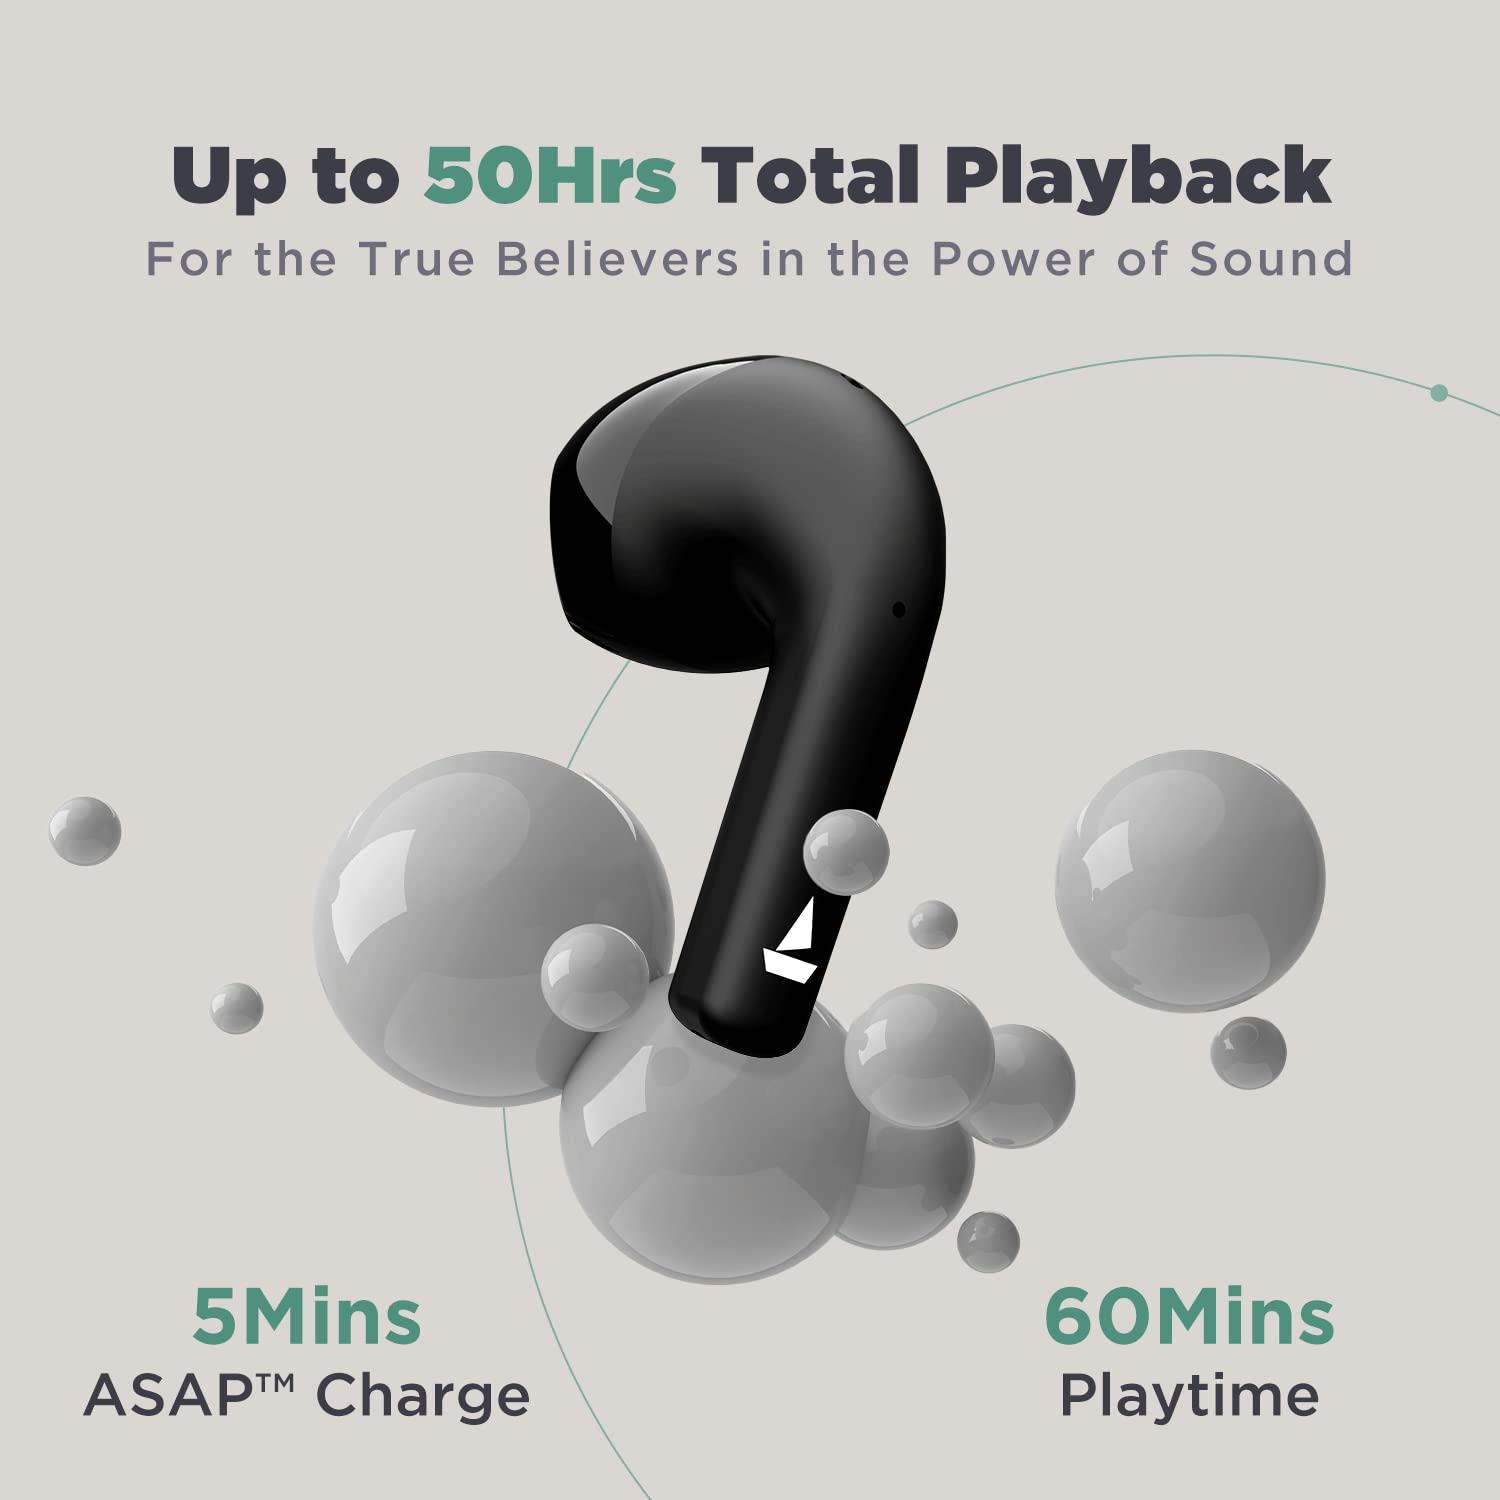 Up to 50Hrs Total Playback
For the True Believers in the Power of Sound
5Mins
ASAP™ Charge
60Mins
Playtime